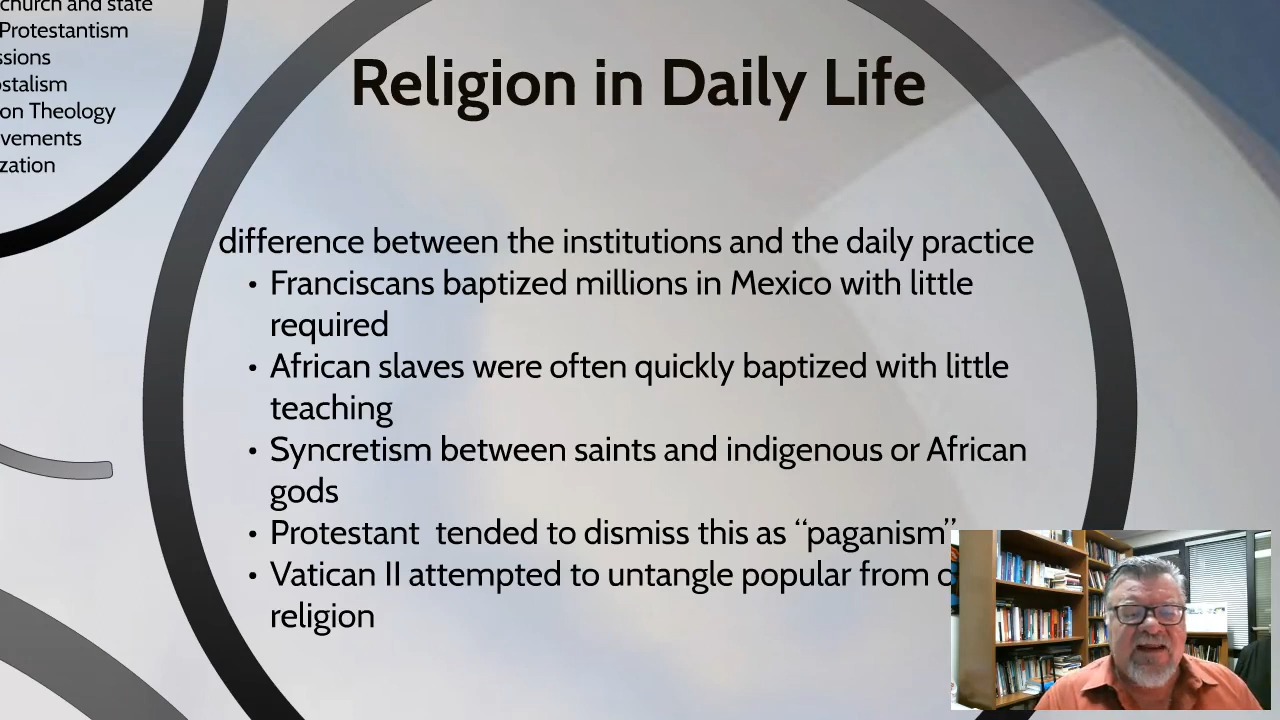 church and state
Protestantism
ssions
ostalism
on Theology
vements
zation
Religion in Daily Life
difference between the institutions and the daily practice
• Franciscans baptized millions in Mexico with little
required
• African slaves were often quickly baptized with little
teaching
• Syncretism between saints and indigenous or African
gods
• Protestant  tended to dismiss this as “paganism”
• Vatican II attempted to untangle popular from o
religion